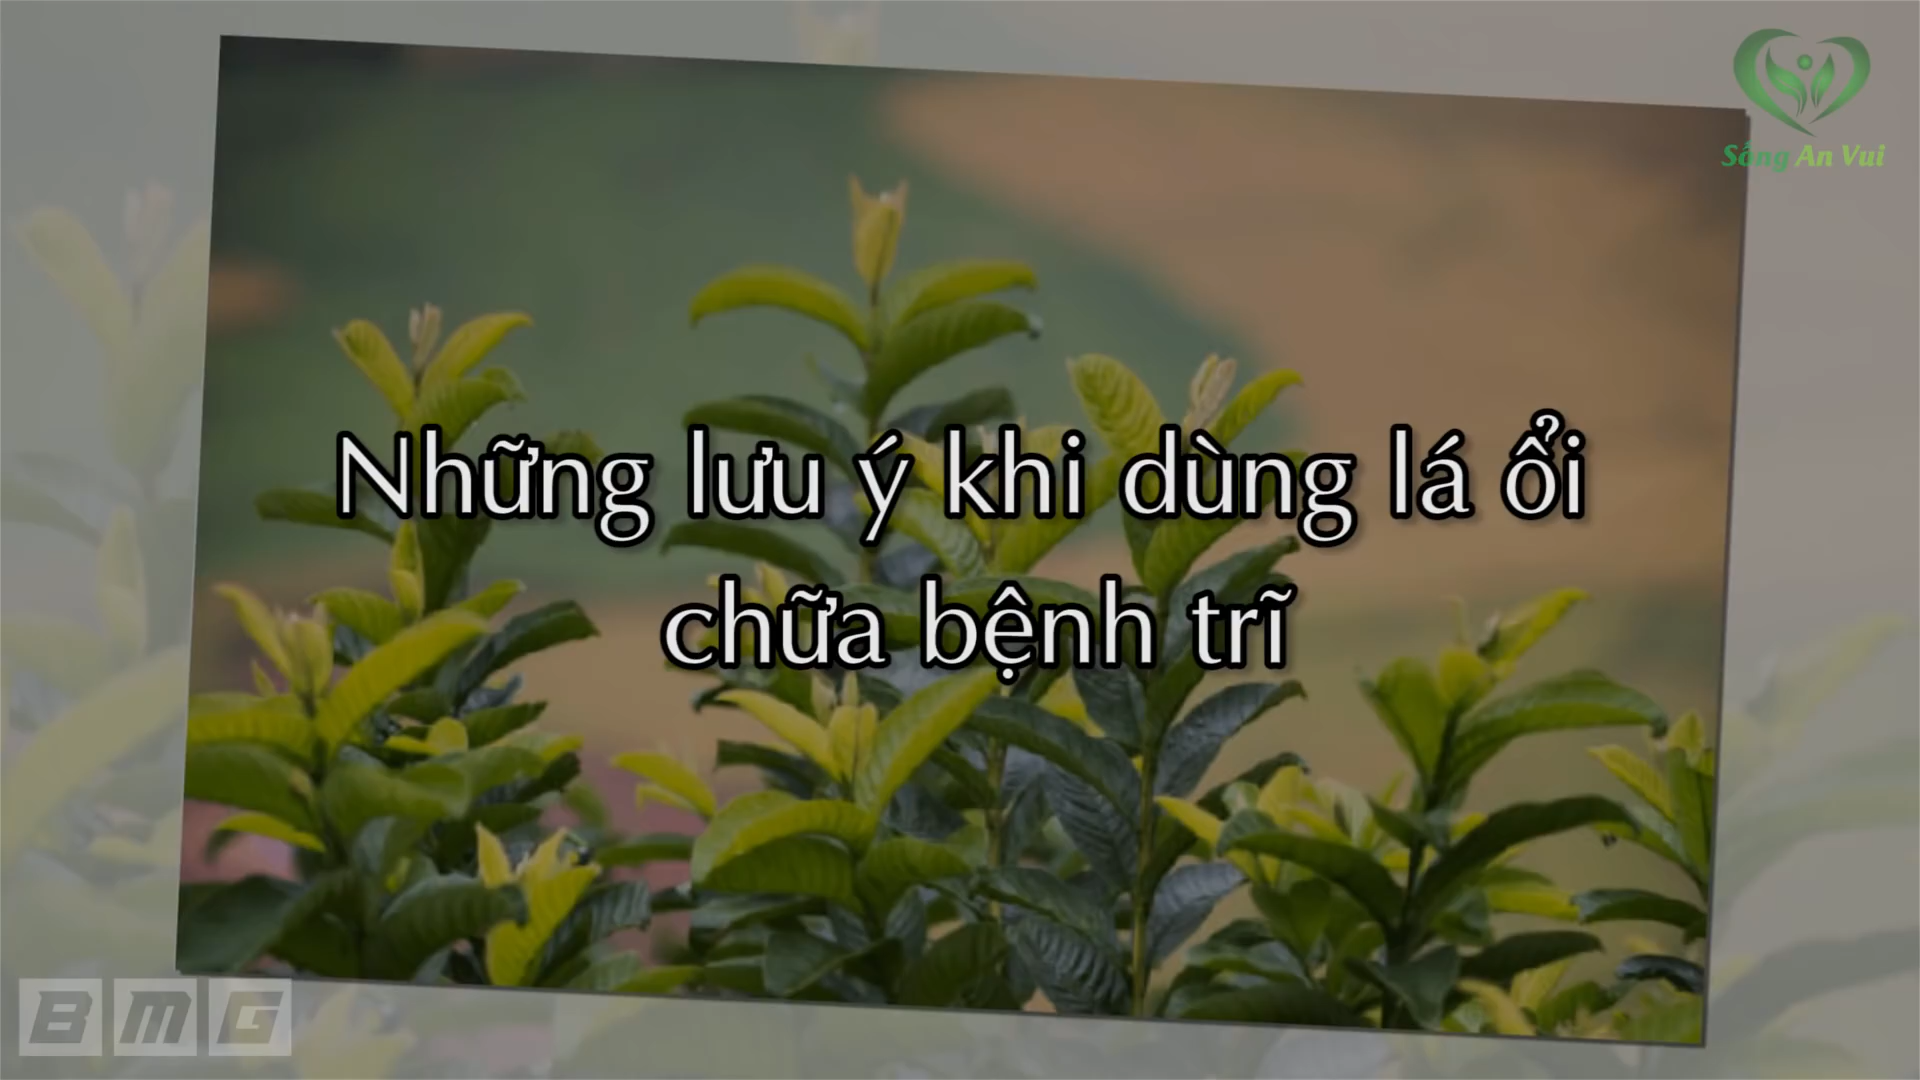 Sống An Vui
Những lưu ý khi dùng lá ổi
chữa bệnh trĩ
BMG